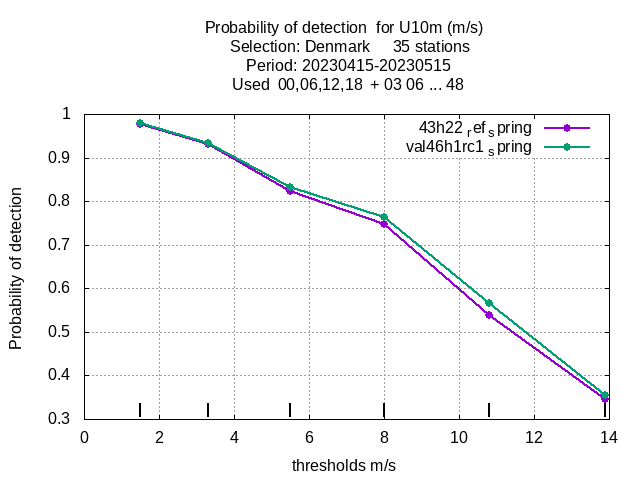 Probability of detection  for U10m (m/s)
Selection: Denmark     35 stations
Period: 20230415-20230515
Used  00,06,12,18  + 03 06 ... 48
43h22 ref spring
val46h1rc1 spring
Probability of detection
1
0.9
0.8
0.7
0.6
0.5
0.4
0.3
0 2 4 6 8 10 12 14
thresholds m/s